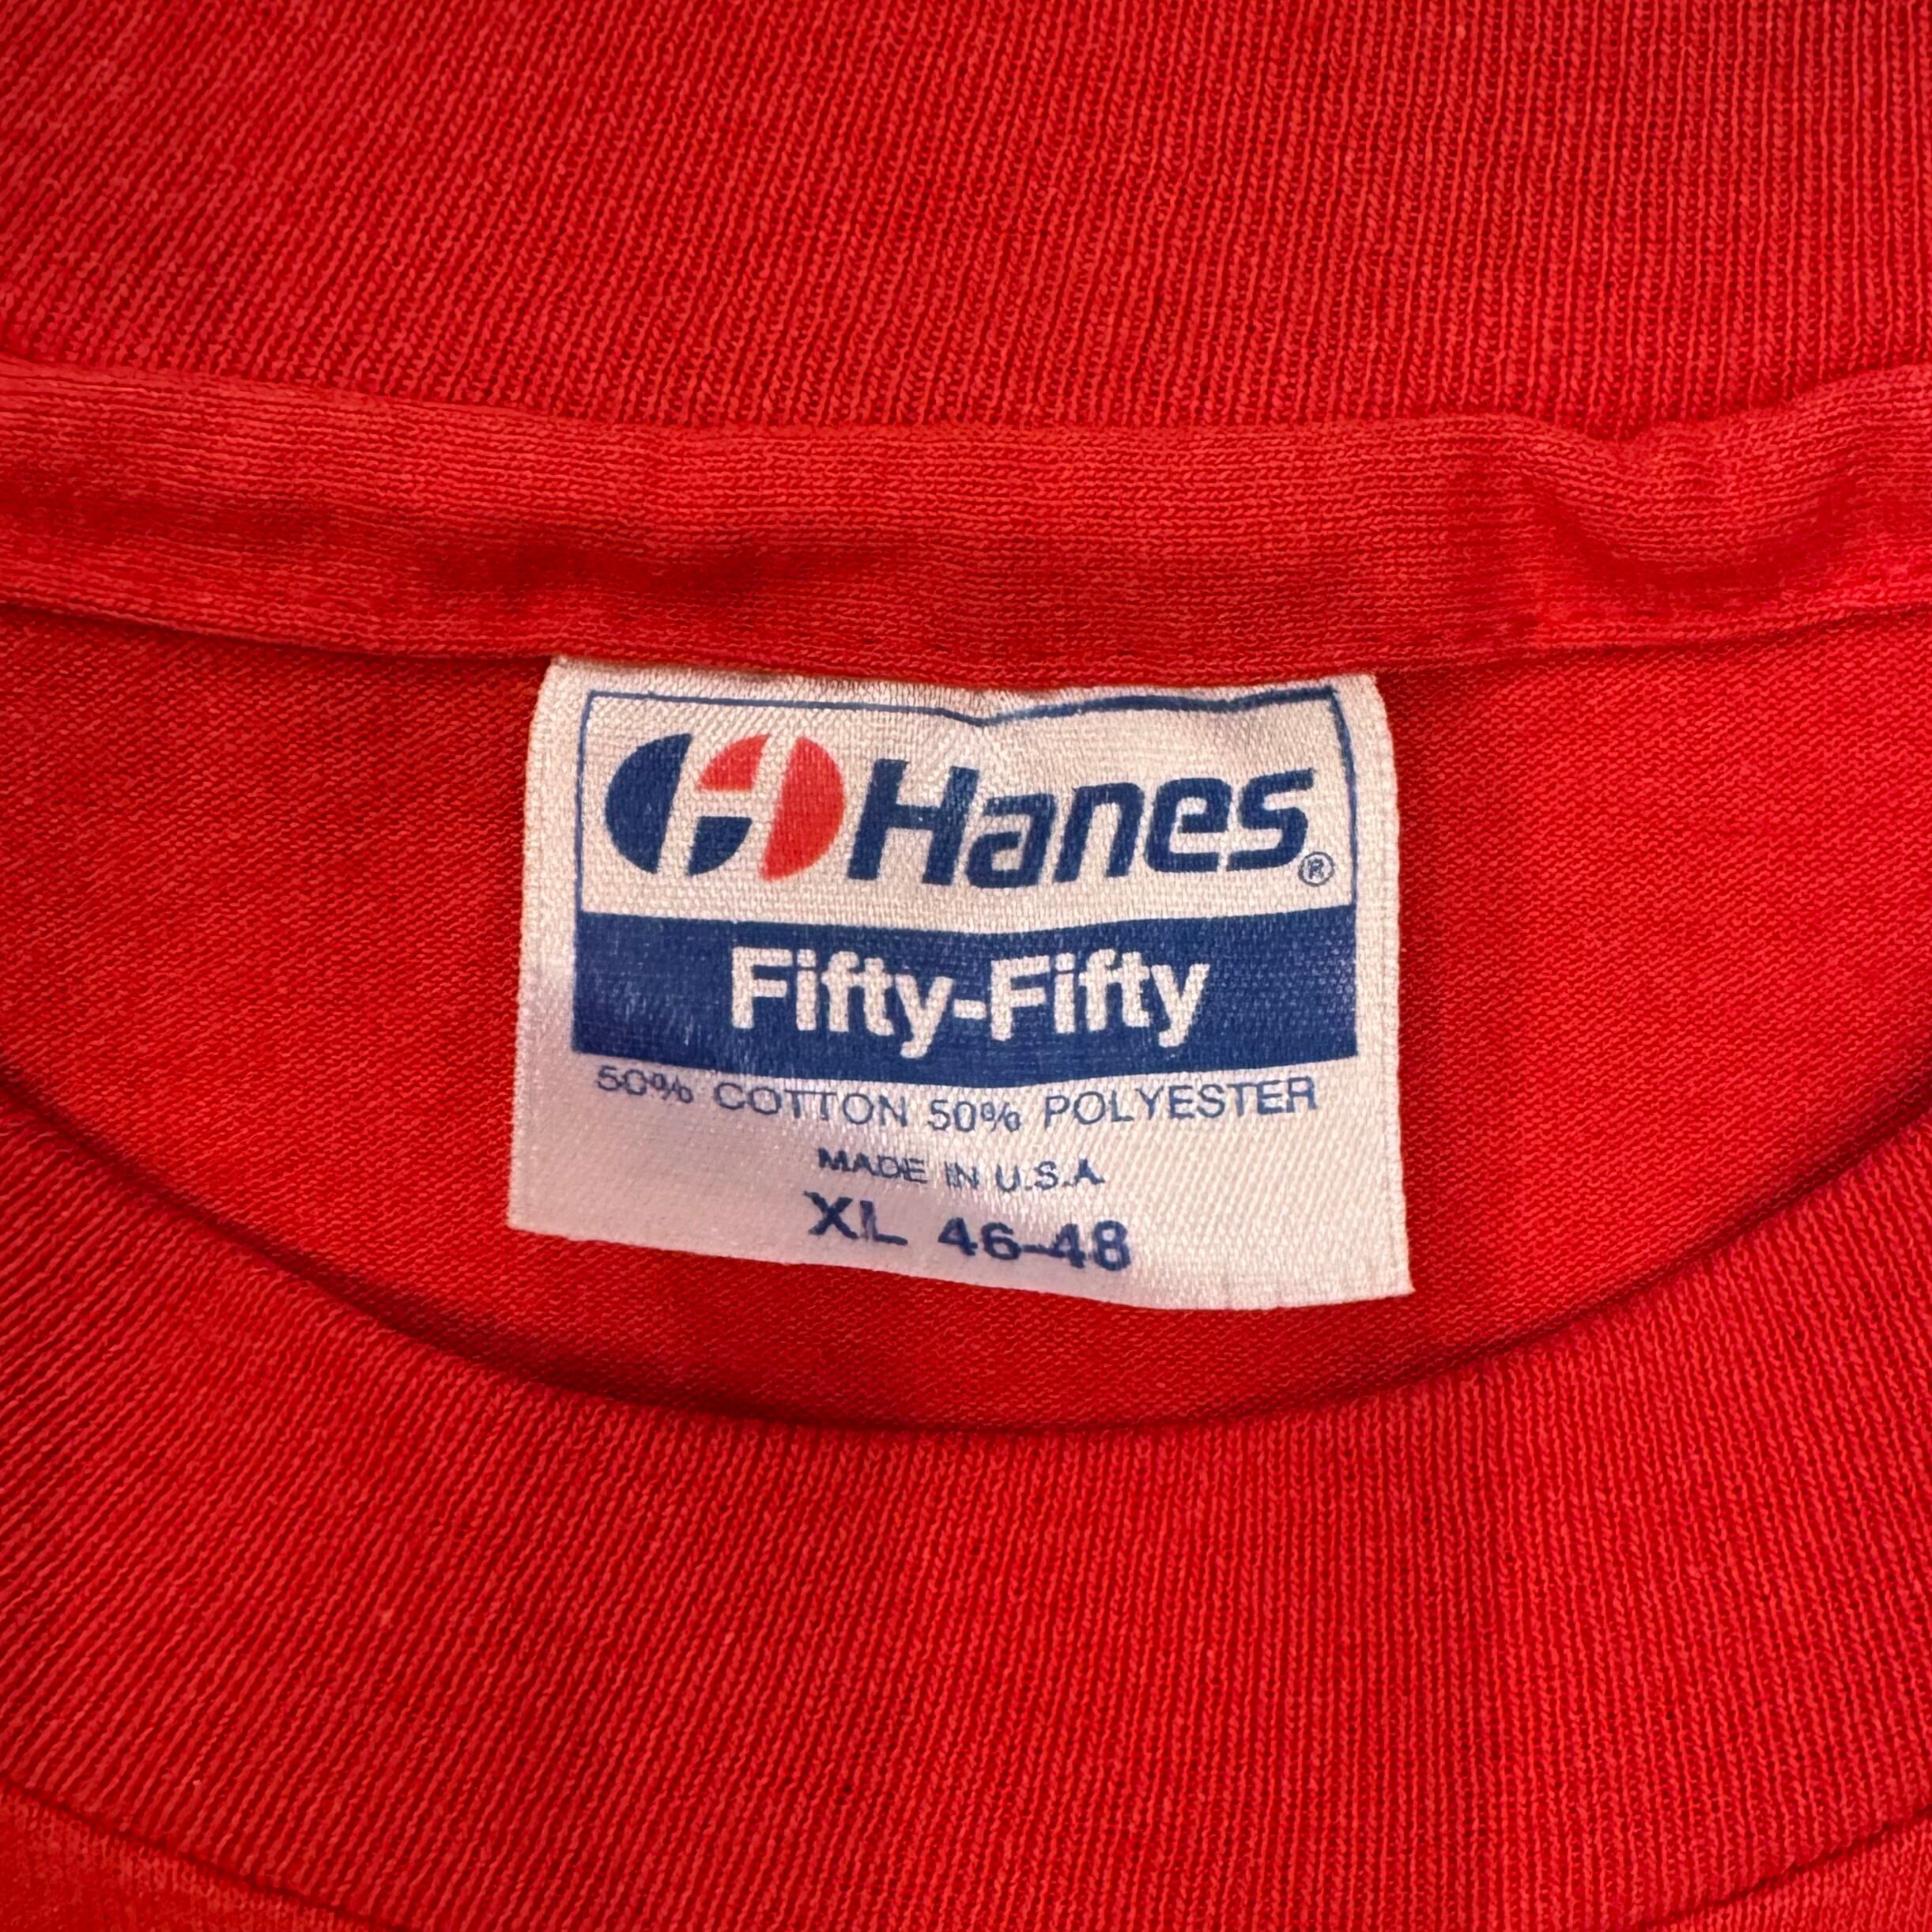 Hanes®
Fifty-Fifty
50% COTTON 50% POLYESTER
MADE IN U.S.A.
XL 46-48